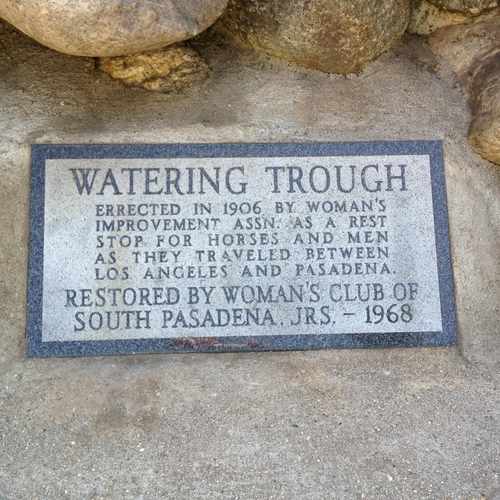 WATERING TROUGH
ERRECTED IN 1906 BY WOMAN'S
IMPROVEMENT ASSN. AS A REST
STOP FOR HORSES AND MEN
AS THEY TRAVELED BETWEEN
LOS ANGELES AND PASADENA.
RESTORED BY WOMAN'S CLUB OF
SOUTH PASADENA, JRS. – 1968